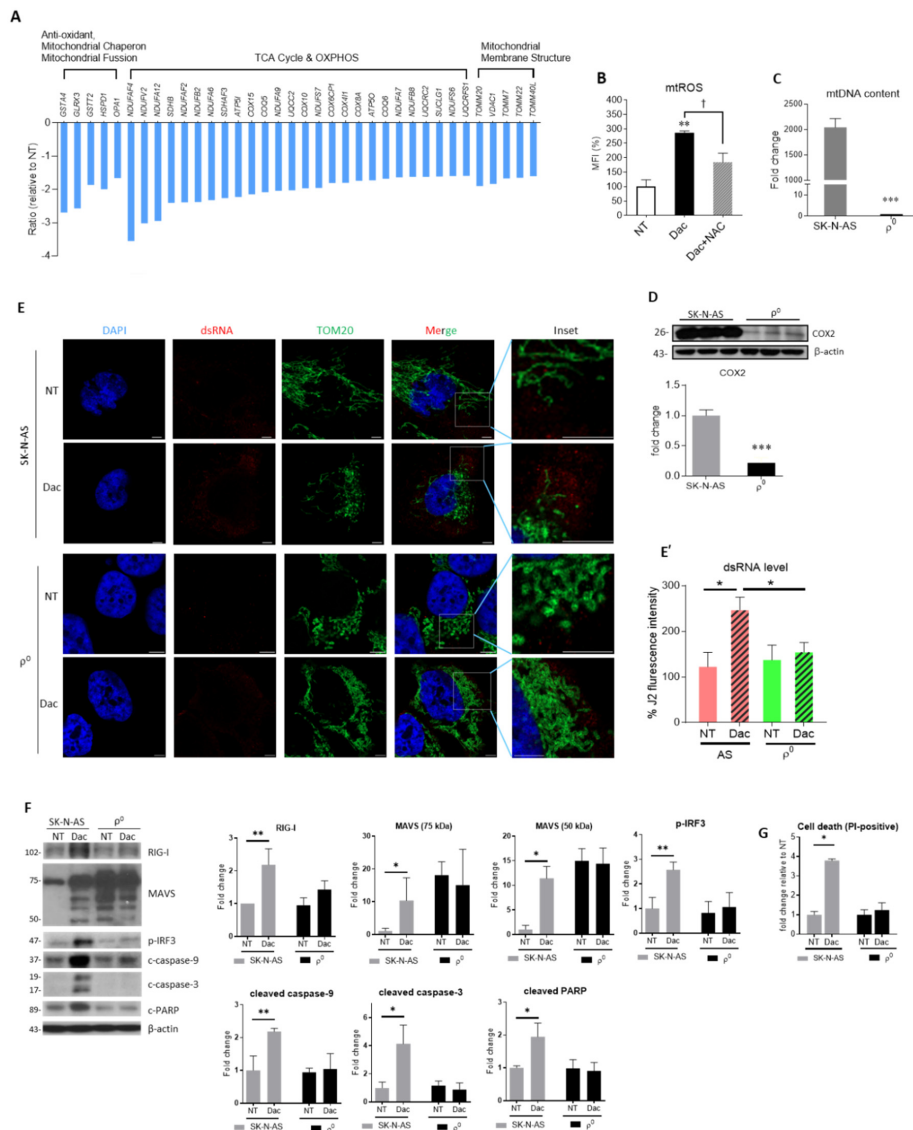 A
Anti-oxidant,
Mitochondrial Chaperon
Mitochondrial Fussion
TCA Cycle & OXPHOS
Mitochondrial
Membrane Structure
GSTA4
GLRX3
GSTT2
HSPD1
OPA1
NDUFAF4
NDUFV2
NDUFA12
SDHB
NDUFAF2
NDUFB2
NDUFA6
SDHAF3
ATP9
COX15
COQ5
NDUFA9
UQCC2
COX10
NDUFS7
COX6CP1
COX4I1
COX8A
ATP5O
COQ6
NDUFA7
NDUFB8
UQCRC2
SUCLG1
NDUFS6
UQCRFS1
TOMM20
VDAC1
TOMM7
TOMM22
TOMM40L
Ratio (relative to NT)
0
-1
-2
-3
-4
B
mtROS
MFI (%)
400
350
300
250
200
150
100
50
0
**
†
NT
Dac
Dac+NAC
C
mtDNA content
Fold change
2000
1500
1000
10
0
***
SK-N-AS
ρ⁰
D
SK-N-AS
ρ⁰
26-
COX2
43-
β-actin
COX2
fold change
1.5
1.0
0.5
0.0
***
SK-N-AS
ρ⁰
E
DAPI
dsRNA
TOM20
Merge
Inset
SK-N-AS
NT
Dac
ρ⁰
NT
Dac
E'
dsRNA level
% J2 flurescence intensity
300
200
100
0
*
*
NT
Dac
NT
Dac
AS
ρ⁰
F
SK-N-AS
ρ⁰
NT
Dac
NT
Dac
102-
RIG-I
75-
MAVS
50-
47-
p-IRF3
37-
c-caspase-9
19-
c-caspase-3
17-
89-
c-PARP
43-
β-actin
RIG-I
Fold change
3
2
1
0
**
NT
Dac
NT
Dac
SK-N-AS
ρ⁰
MAVS (75 kDa)
Fold change
30
20
10
0
*
NT
Dac
NT
Dac
SK-N-AS
ρ⁰
MAVS (50 kDa)
Fold change
20
15
10
5
0
*
NT
Dac
NT
Dac
SK-N-AS
ρ⁰
p-IRF3
Fold change
4
3
2
1
0
**
NT
Dac
NT
Dac
SK-N-AS
ρ⁰
G
Cell death (PI-positive)
fold change relative to NT
5
4
3
2
1
0
*
NT
Dac
NT
Dac
SK-N-AS
ρ⁰
cleaved caspase-9
Fold change
3
2
1
0
**
NT
Dac
NT
Dac
SK-N-AS
ρ⁰
cleaved caspase-3
Fold change
6
4
2
0
*
NT
Dac
NT
Dac
SK-N-AS
ρ⁰
cleaved PARP
Fold change
3
2
1
0
*
NT
Dac
NT
Dac
SK-N-AS
ρ⁰